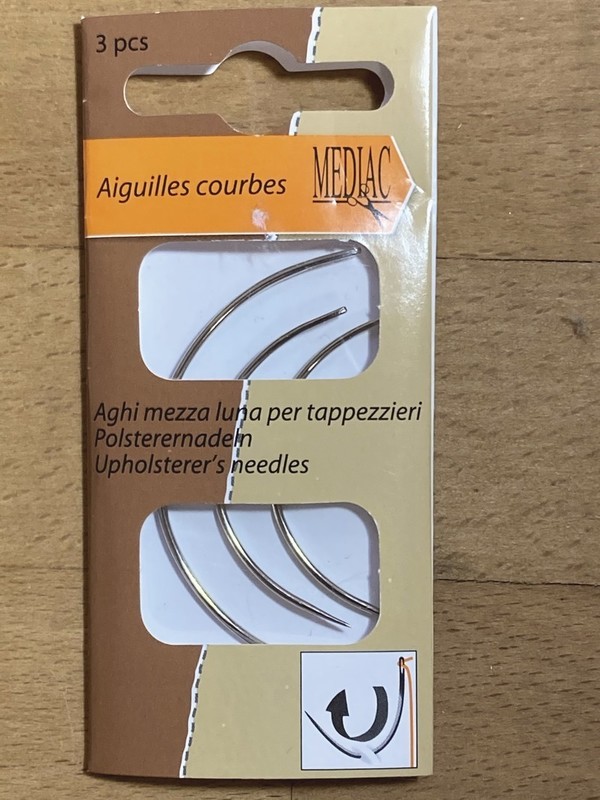 3 pcs
Aiguilles courbes
MEDIAC
Aghi mezza luna per tappezzieri
Polsterernadeln
Upholsterer's needles